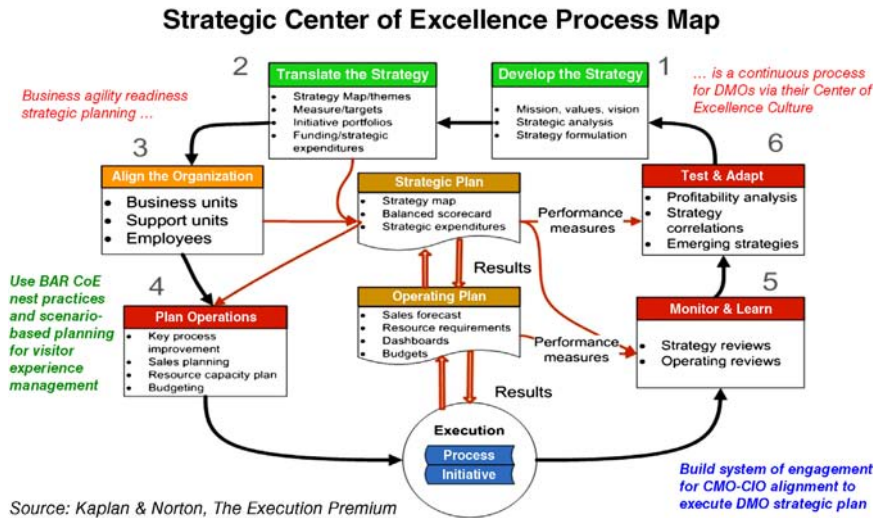 Strategic Center of Excellence Process Map
2
Translate the Strategy
• Strategy Map/themes
• Measure/targets
• Initiative portfolios
• Funding/strategic
expenditures
1
Develop the Strategy
• Mission, values, vision
• Strategic analysis
• Strategy formulation
Business agility readiness
strategic planning ...
... is a continuous process
for DMOs via their Center of
Excellence Culture
3
Align the Organization
• Business units
• Support units
• Employees
Strategic Plan
• Strategy map
• Balanced scorecard
• Strategic expenditures
Performance
measures
6
Test & Adapt
• Profitability analysis
• Strategy
correlations
• Emerging strategies
Results
Use BAR CoE
nest practices
and scenario-
based planning
for visitor
experience
management
4
Plan Operations
• Key process
improvement
• Sales planning
• Resource capacity plan
• Budgeting
Operating Plan
• Sales forecast
• Resource requirements
• Dashboards
• Budgets
Performance
measures
5
Monitor & Learn
• Strategy reviews
• Operating reviews
Results
Execution
Process
Initiative
Build system of engagement
for CMO-CIO alignment to
execute DMO strategic plan
Source: Kaplan & Norton, The Execution Premium